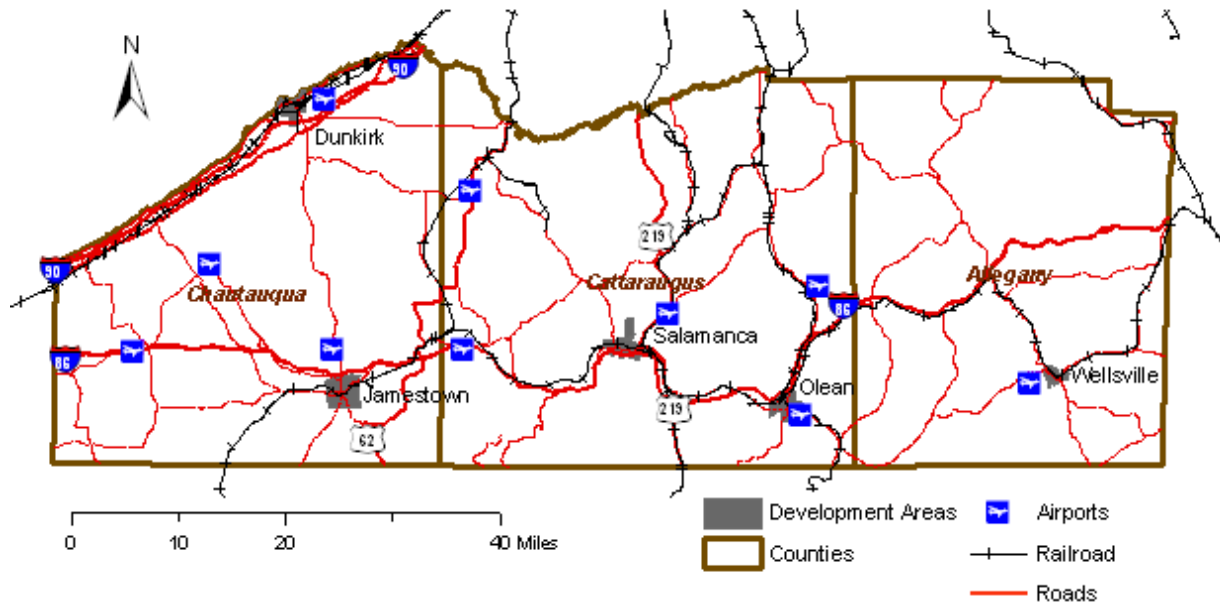 N
90
Dunkirk
219
90
Chautauqua
Cattaraugus
Allegany
86
Salamanca
86
Jamestown
219
Olean
Wellsville
62
Development Areas
Airports
0 10 20 40 Miles
Counties
Railroad
Roads